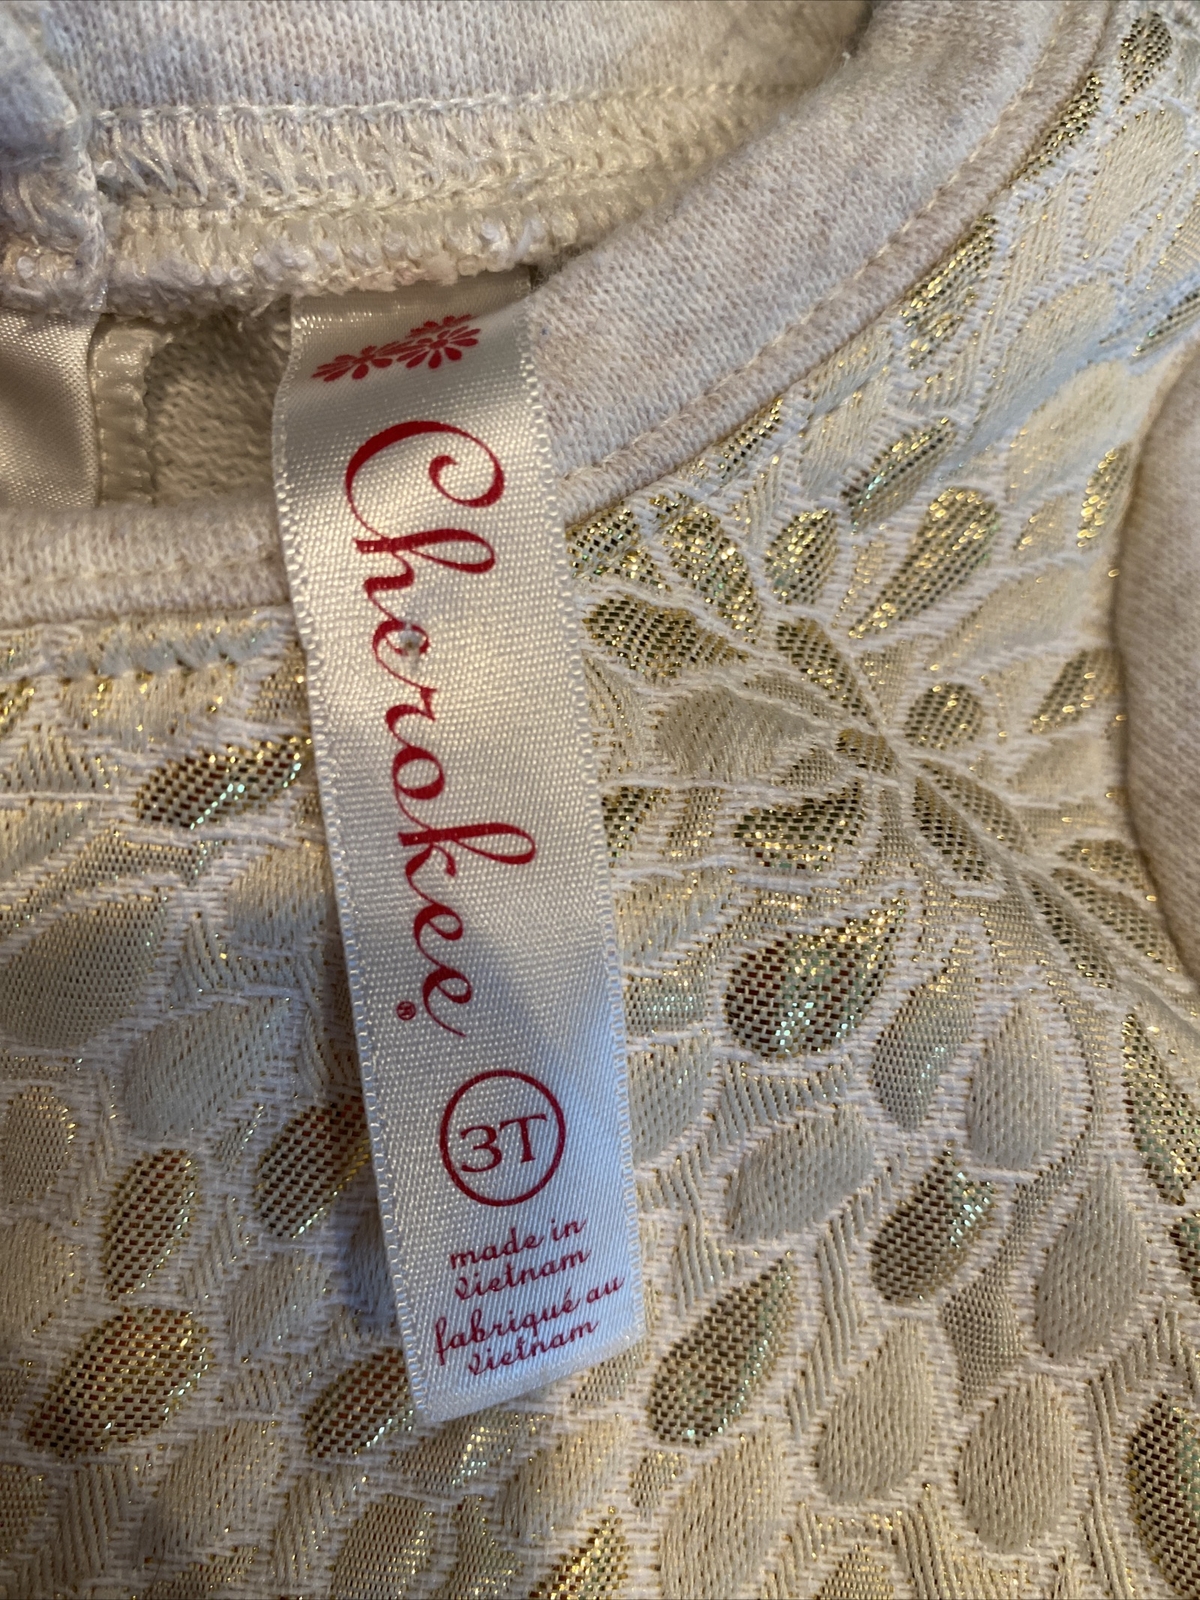 Cherokee®
3T
made in
vietnam
fabriqué au
vietnam